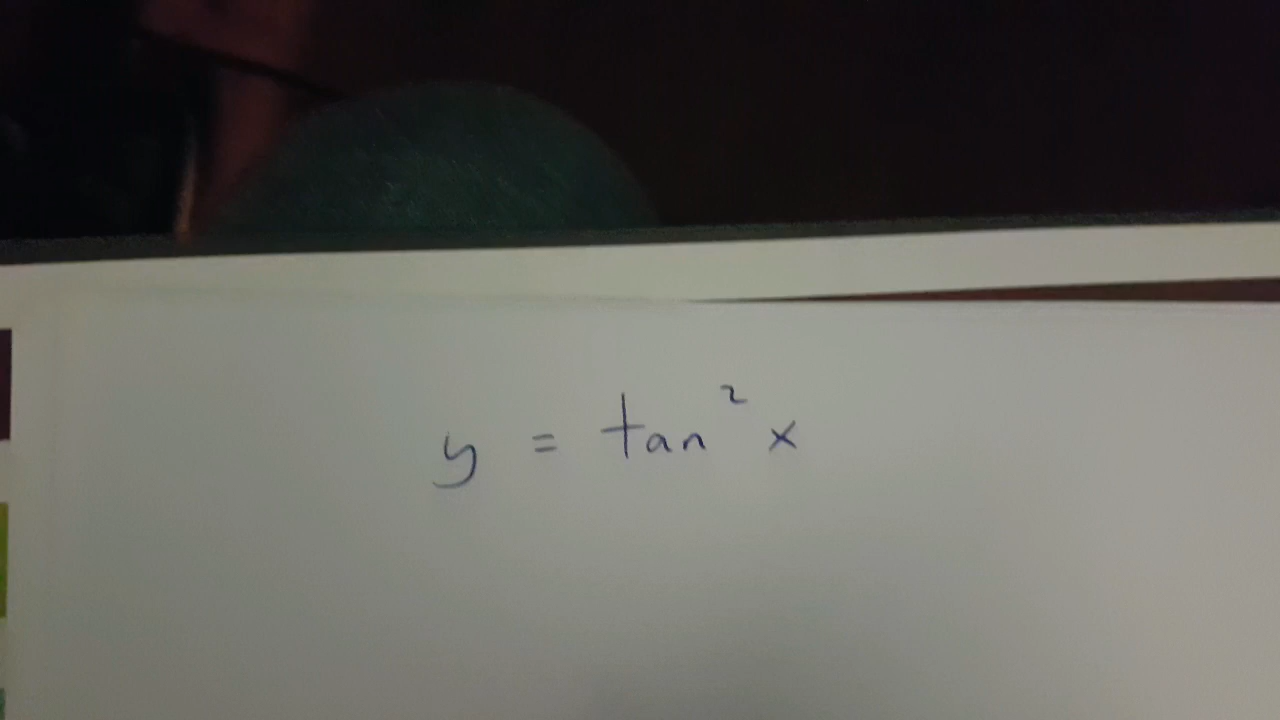 y = tan² x